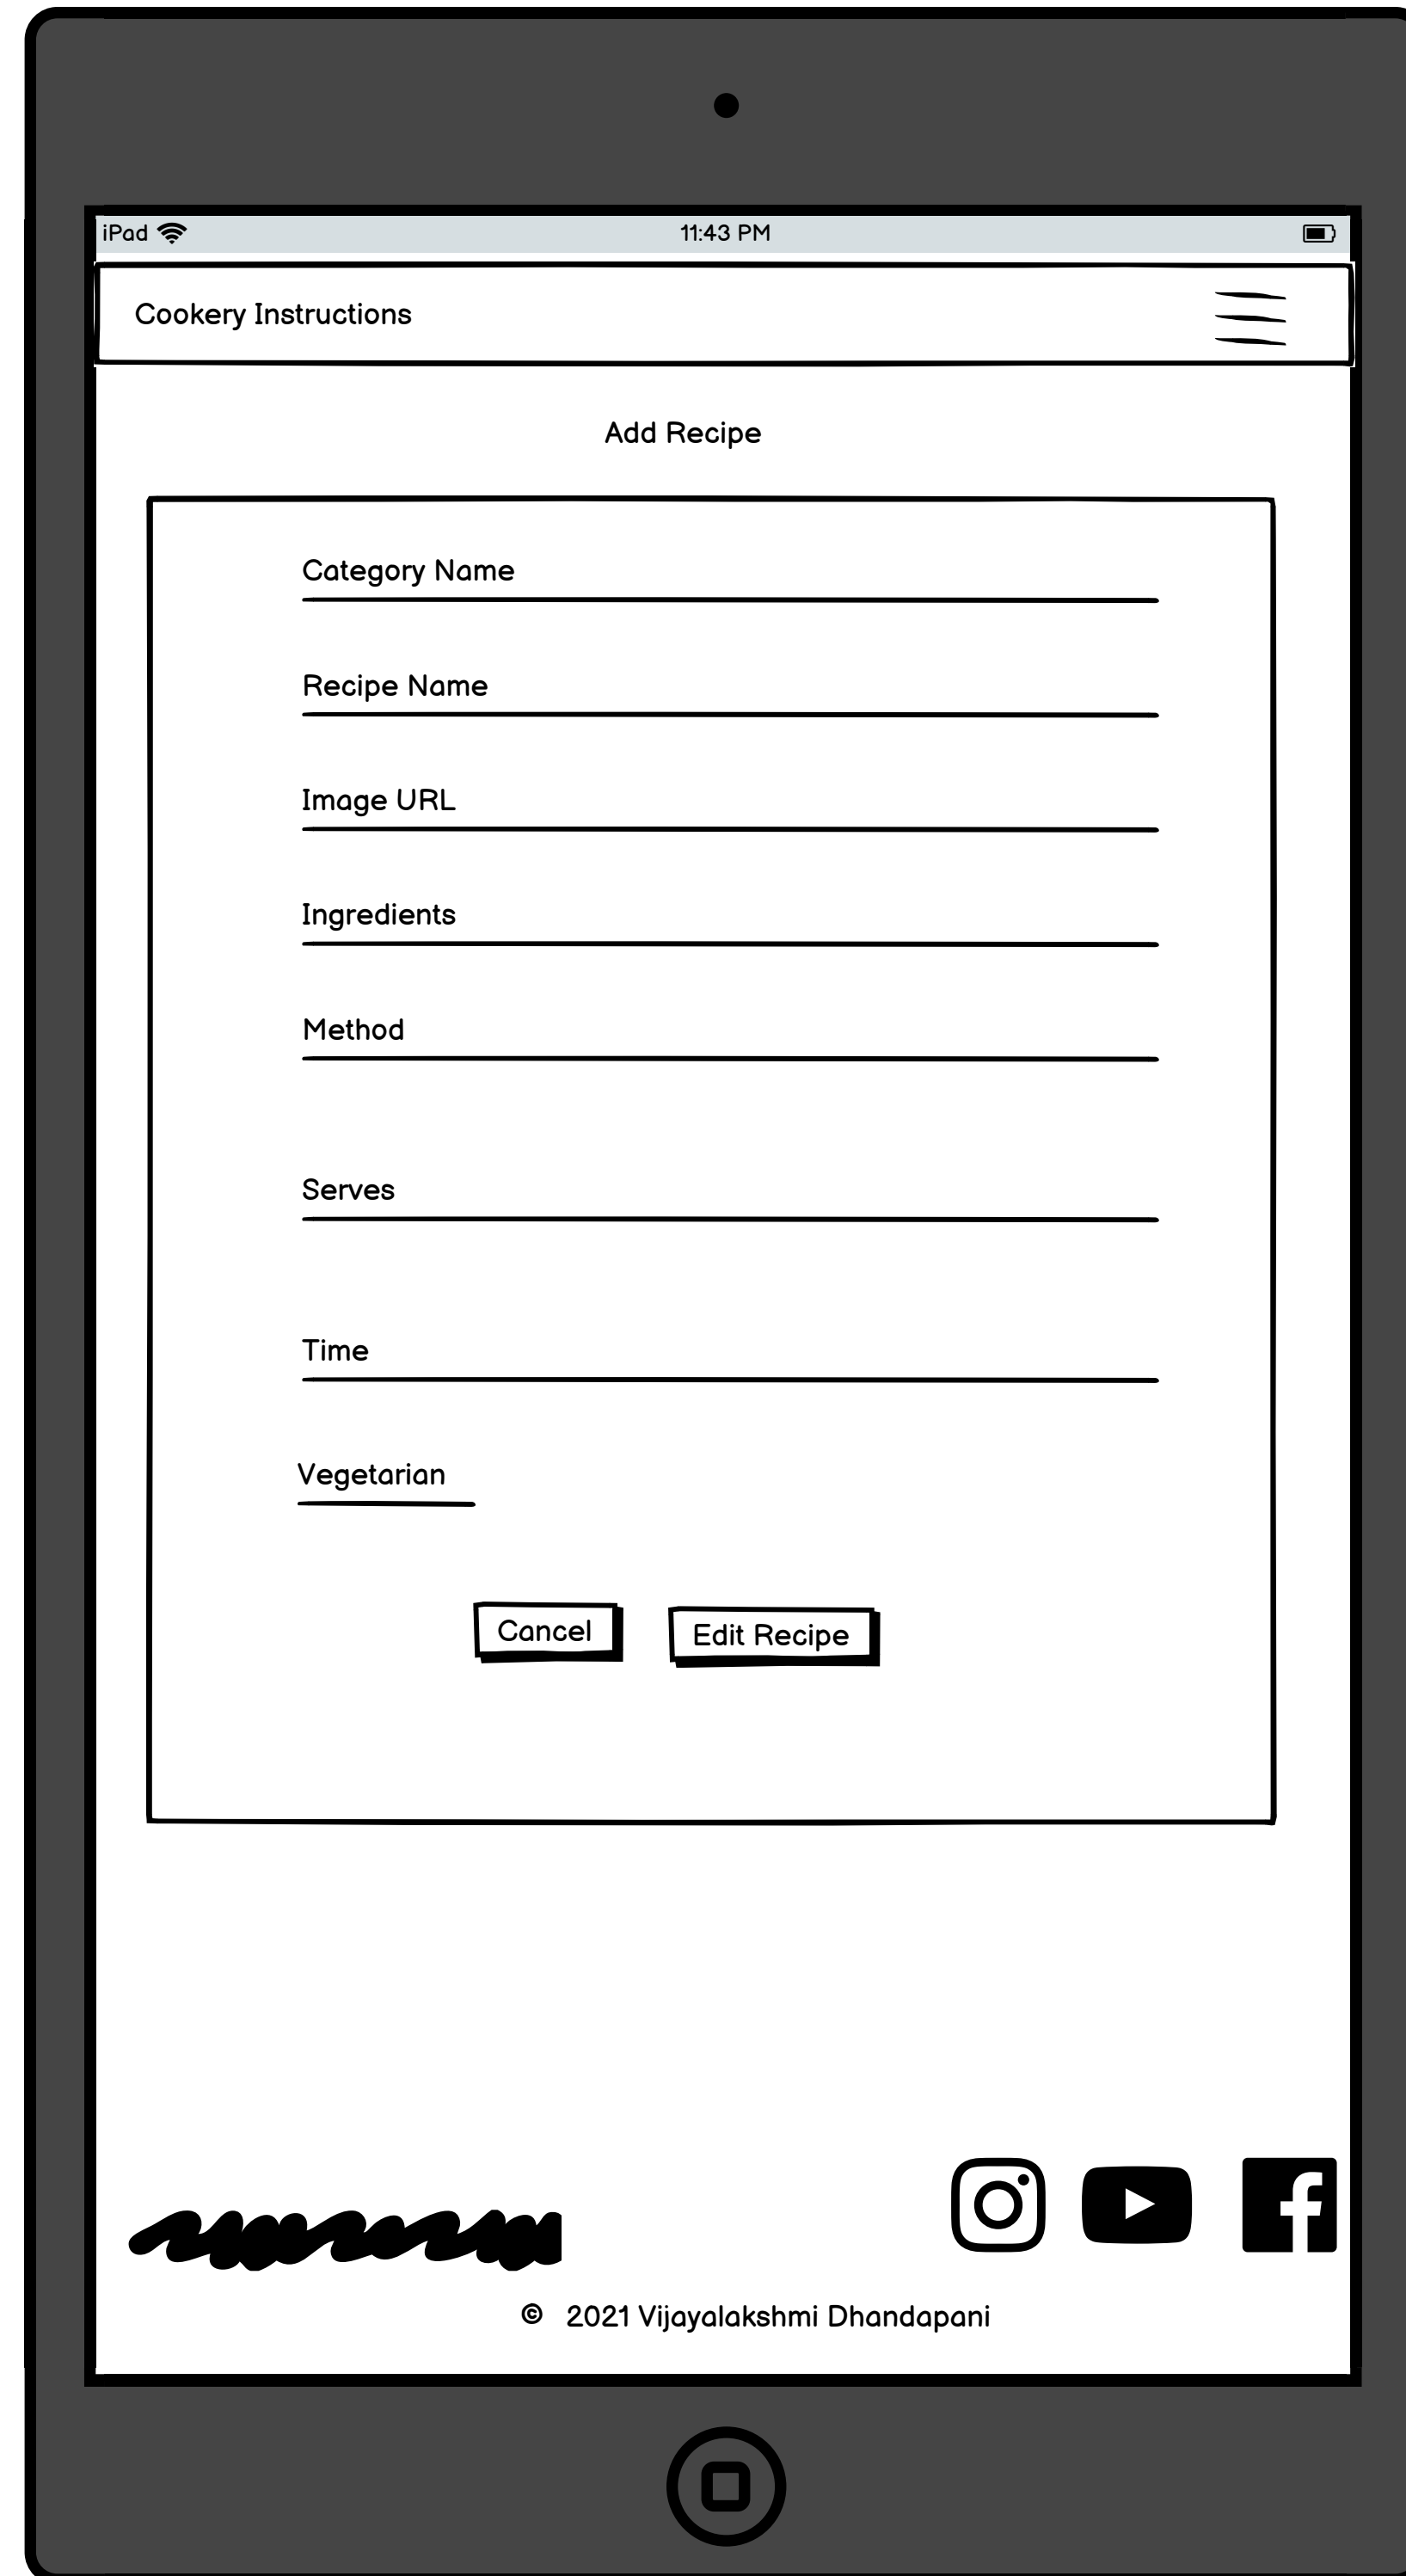 iPad 11:43 PM
Cookery Instructions
Add Recipe
Category Name
Recipe Name
Image URL
Ingredients
Method
Serves
Time
Vegetarian
Cancel Edit Recipe
© 2021 Vijayalakshmi Dhandapani